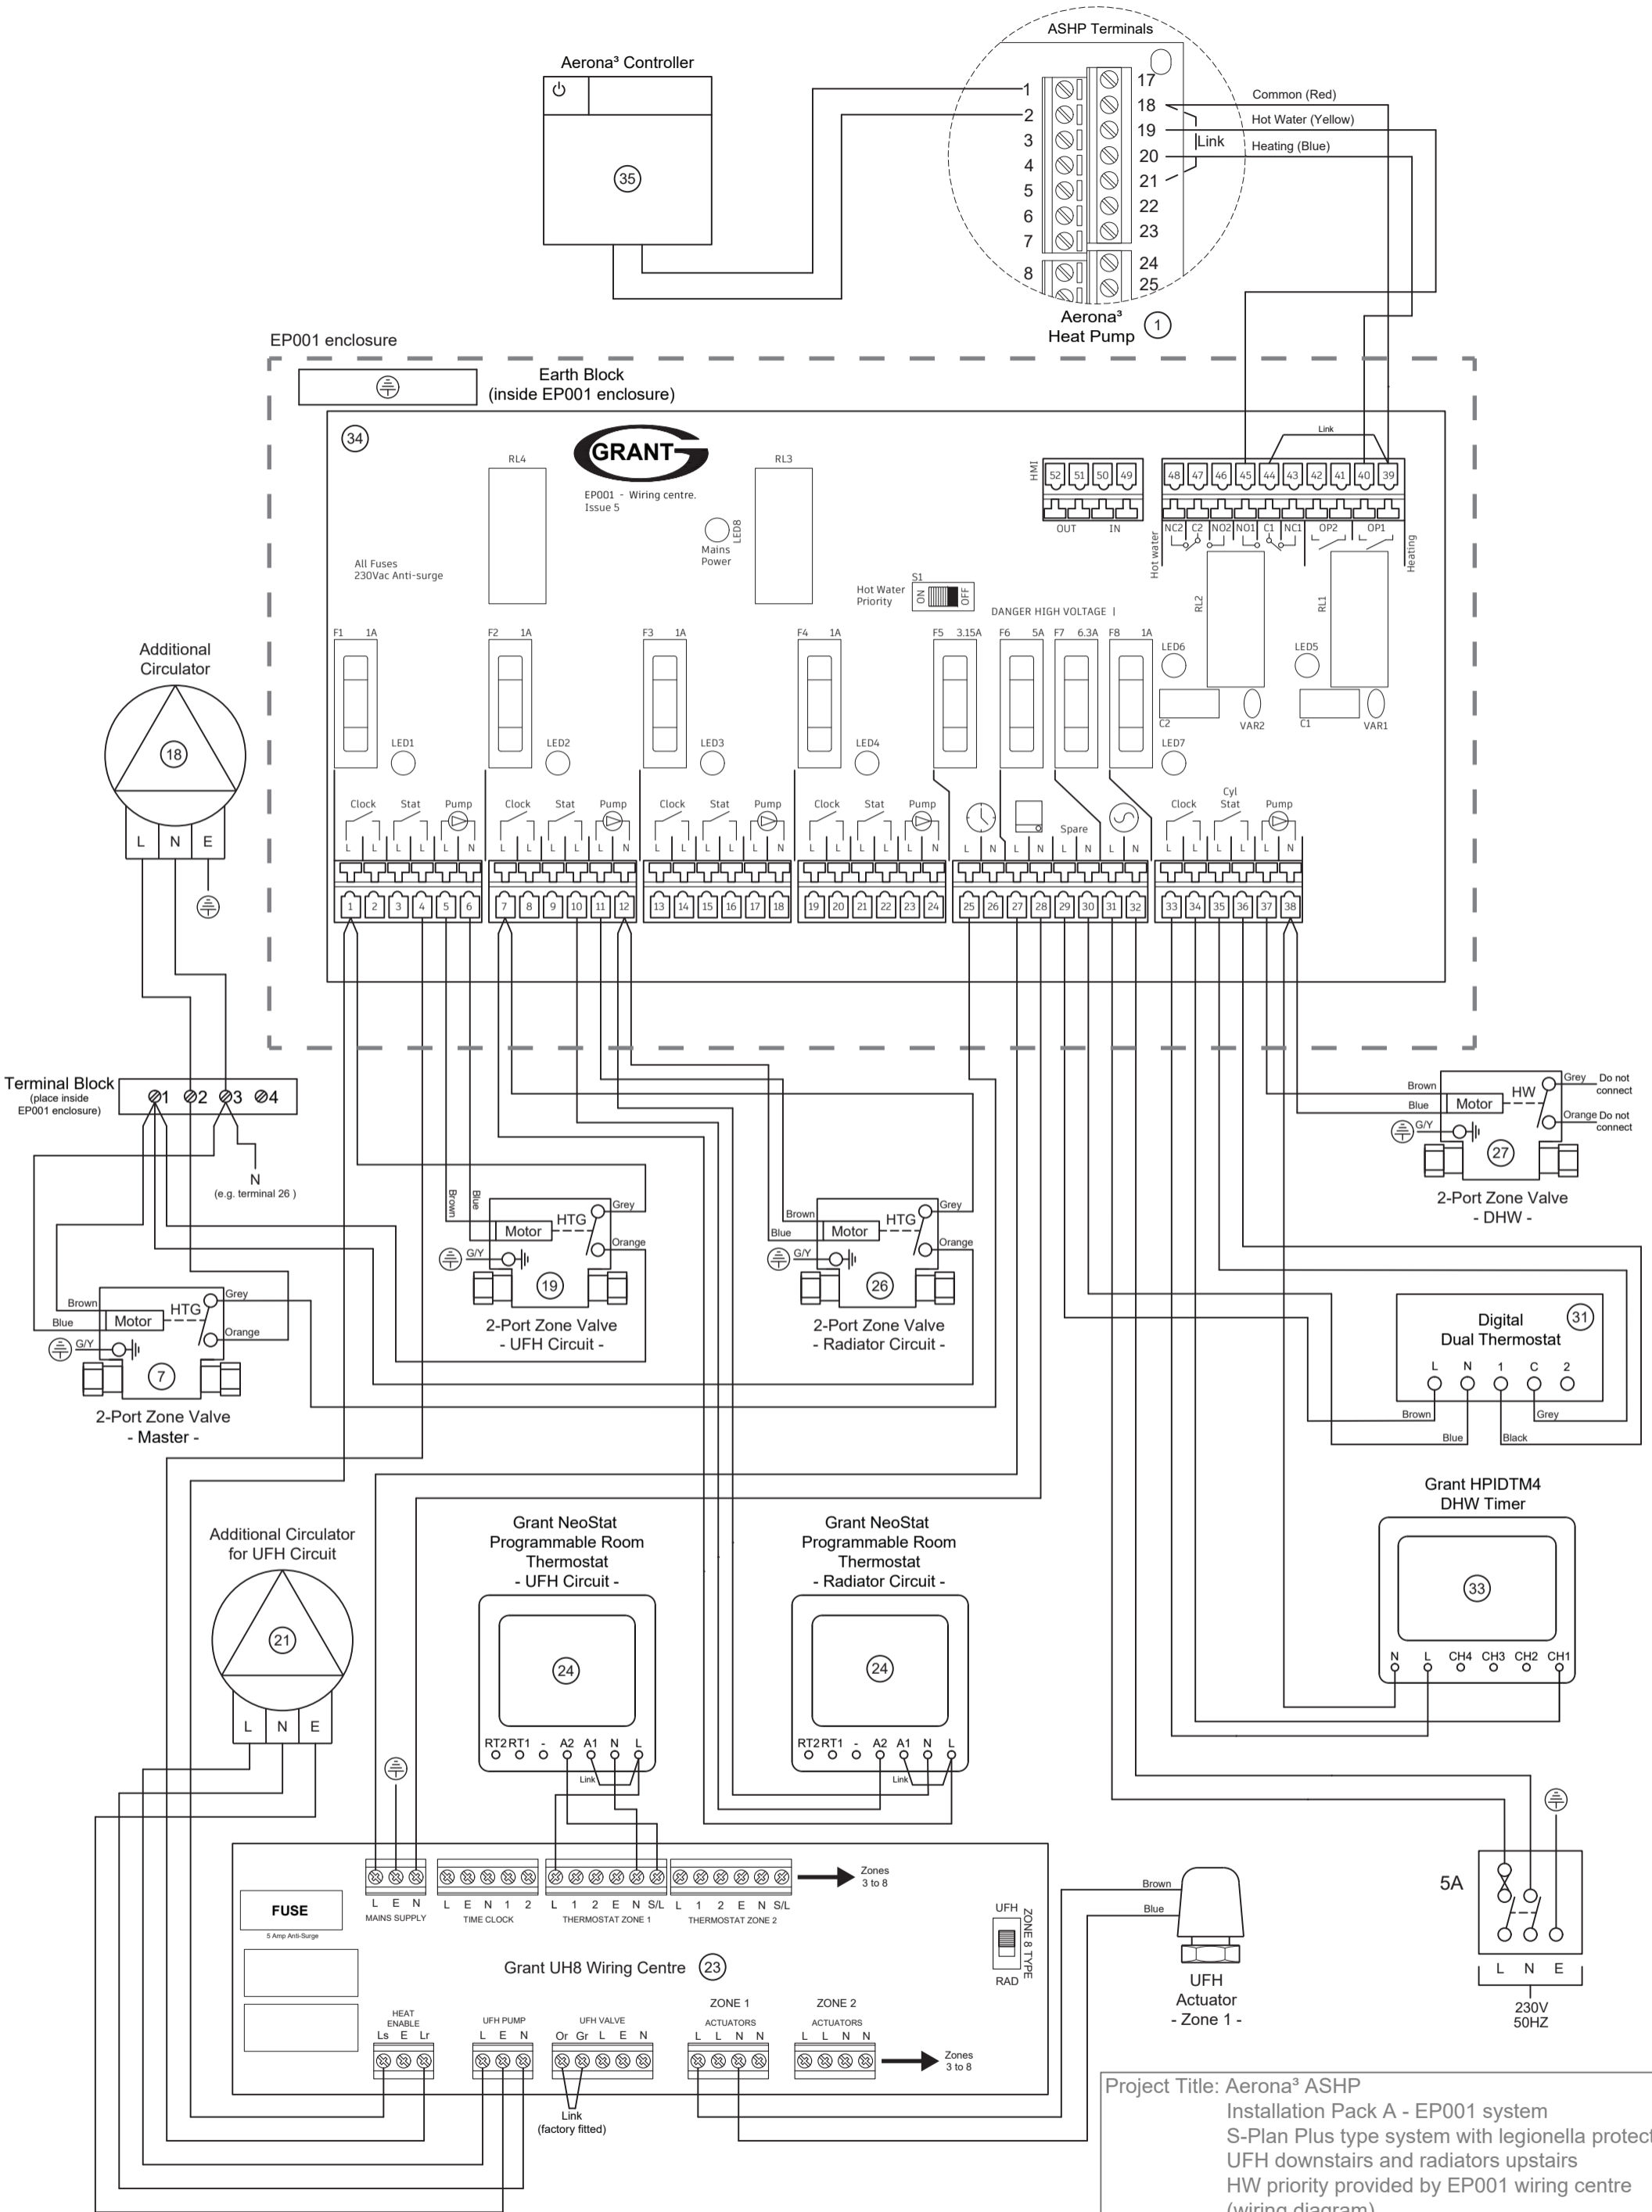 ASHP Terminals
Aerona³ Controller
35
1
2
3
4
5
6
7
8
17
18
19
20
21
22
23
24
25
Common (Red)
Hot Water (Yellow)
Link
Heating (Blue)
Aerona³
Heat Pump
1
EP001 enclosure
Earth Block
(inside EP001 enclosure)
34
GRANT
EP001 - Wiring centre.
Issue 5
RL4
RL3
LED8
Mains
Power
All Fuses
230Vac Anti-surge
Hot Water
Priority
S1
ON
OFF
DANGER HIGH VOLTAGE |
HMI
52 51 50 49
OUT IN
Link
48 47 46 45 44 43 42 41 40 39
NC2 C2 NO2 NO1 C1 NC1 OP2 OP1
Hot water
Heating
RL2
RL1
LED6
LED5
C2
VAR2
C1
VAR1
LED7
F1 1A
F2 1A
F3 1A
F4 1A
F5 3.15A
F6 5A
F7 6.3A
F8 1A
LED1
LED2
LED3
LED4
Clock Stat Pump
Clock Stat Pump
Clock Stat Pump
Clock Stat Pump
Spare
Clock Cyl Stat Pump
L L L L L N
L L L L L N
L L L L L N
L L L L L N
L N L N L N L N
L L L L L N
1 2 3 4 5 6
7 8 9 10 11 12
13 14 15 16 17 18
19 20 21 22 23 24
25 26 27 28 29 30 31 32
33 34 35 36 37 38
Additional
Circulator
18
L N E
Terminal Block
(place inside
EP001 enclosure)
1 2 3 4
N
(e.g. terminal 26 )
Brown
Blue
G/Y
Motor
HTG
Grey
Orange
7
2-Port Zone Valve
- Master -
Brown
Blue
G/Y
Motor
HTG
Grey
Orange
19
2-Port Zone Valve
- UFH Circuit -
Brown
Blue
G/Y
Motor
HTG
Grey
Orange
26
2-Port Zone Valve
- Radiator Circuit -
Brown
Blue
G/Y
Motor
HW
Grey
Do not
connect
Orange
Do not
connect
27
2-Port Zone Valve
- DHW -
Digital
Dual Thermostat
31
L N 1 C 2
Brown
Grey
Blue
Black
Grant HPIDTM4
DHW Timer
33
N L CH4 CH3 CH2 CH1
Additional Circulator
for UFH Circuit
21
L N E
Grant NeoStat
Programmable Room
Thermostat
- UFH Circuit -
24
RT2 RT1 - A2 A1 N L
Link
Grant NeoStat
Programmable Room
Thermostat
- Radiator Circuit -
24
RT2 RT1 - A2 A1 N L
Link
FUSE
5 Amp Anti-Surge
L E N
MAINS SUPPLY
L E N 1 2
TIME CLOCK
L 1 2 E N S/L
THERMOSTAT ZONE 1
L 1 2 E N S/L
THERMOSTAT ZONE 2
Zones
3 to 8
Grant UH8 Wiring Centre
23
UFH
ZONE 8 TYPE
RAD
HEAT
ENABLE
Ls E Lr
UFH PUMP
L E N
UFH VALVE
Or Gr L E N
ZONE 1
ACTUATORS
L L N N
ZONE 2
ACTUATORS
L L N N
Zones
3 to 8
Link
(factory fitted)
Brown
Blue
UFH
Actuator
- Zone 1 -
5A
L N E
230V
50HZ
Project Title: Aerona³ ASHP
Installation Pack A - EP001 system
S-Plan Plus type system with legionella protect
UFH downstairs and radiators upstairs
HW priority provided by EP001 wiring centre
(wiring diagram)